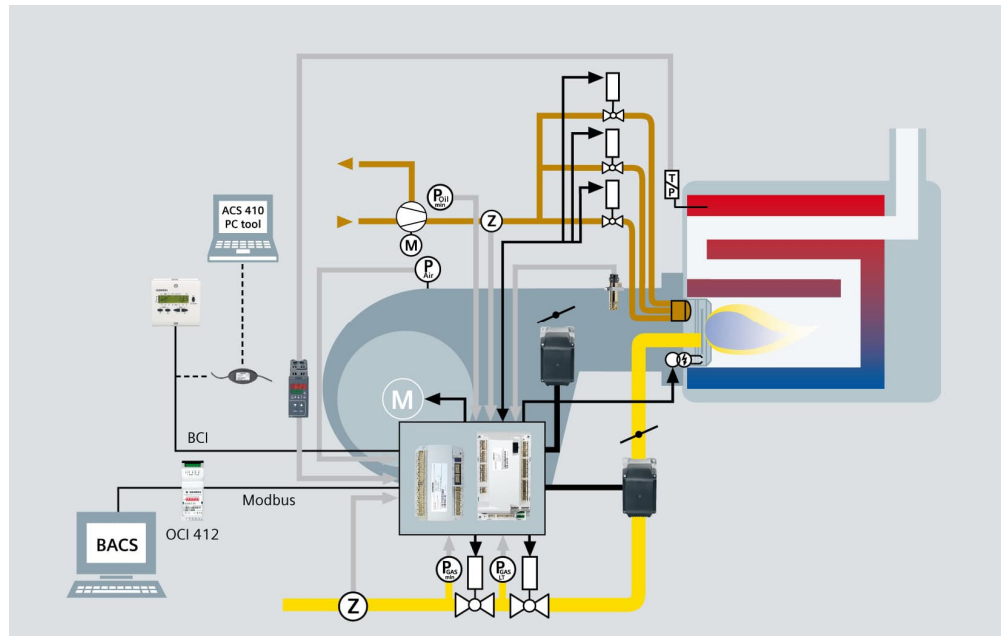 T
P
P
Oil
min
ACS 410
PC tool
Z
M
P
Air
M
BCI
Modbus
OCI 412
BACS
P
GAS
min
P
GAS
LT
Z